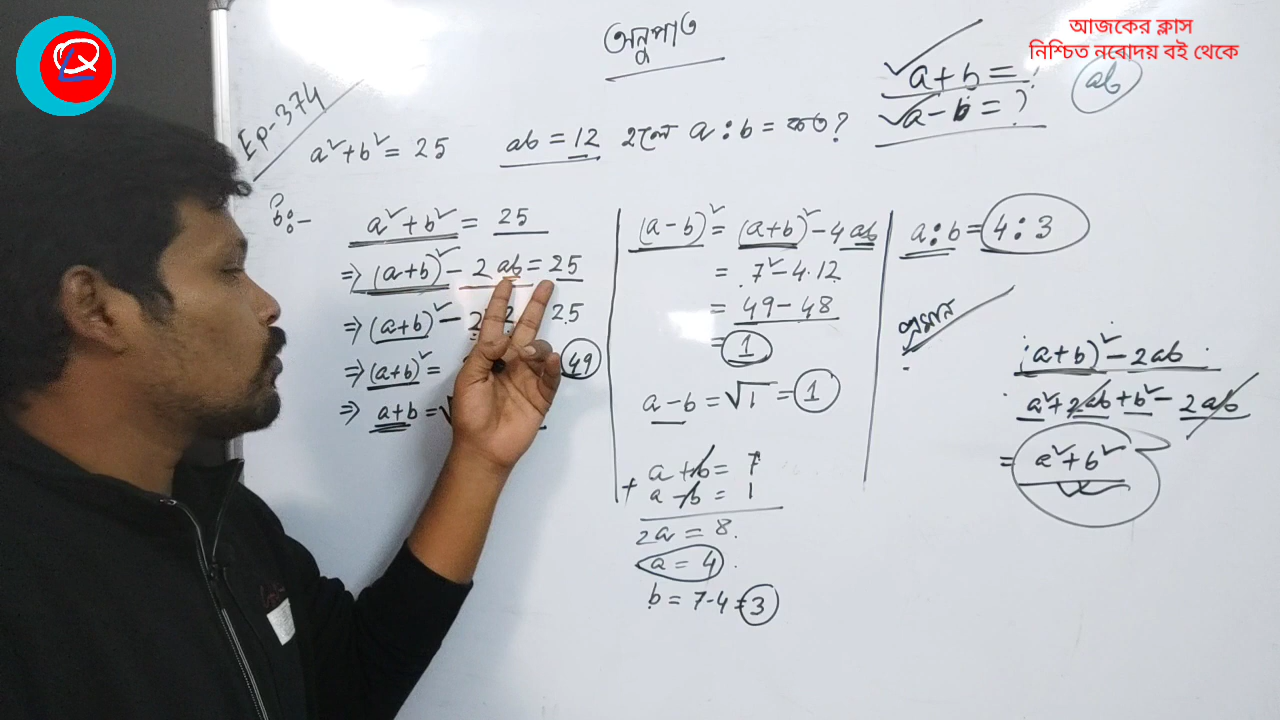 আজকের ক্লাস
নিশ্চিত নবোদয় বই থেকে
অনুপাত
Ep-374
a²+b² = 25 ab = 12 হলে a : b = কত?
a+b = ?
a-b = ?
ab
উঃ-
a²+b² = 25
⇒ (a+b)² - 2ab = 25
⇒ (a+b)² - 2 25
⇒ (a+b)² = 49
⇒ a+b = √
(a-b)² = (a+b)² - 4ab
= 7² - 4.12
= 49 - 48
= 1
a-b = √1 = 1
a+b = 7
+ a-b = 1
2a = 8
a = 4
b = 7-4 = 3
a:b = 4:3
প্রমাণ
(a+b)² - 2ab
a²+2ab+b² - 2ab
= a²+b²